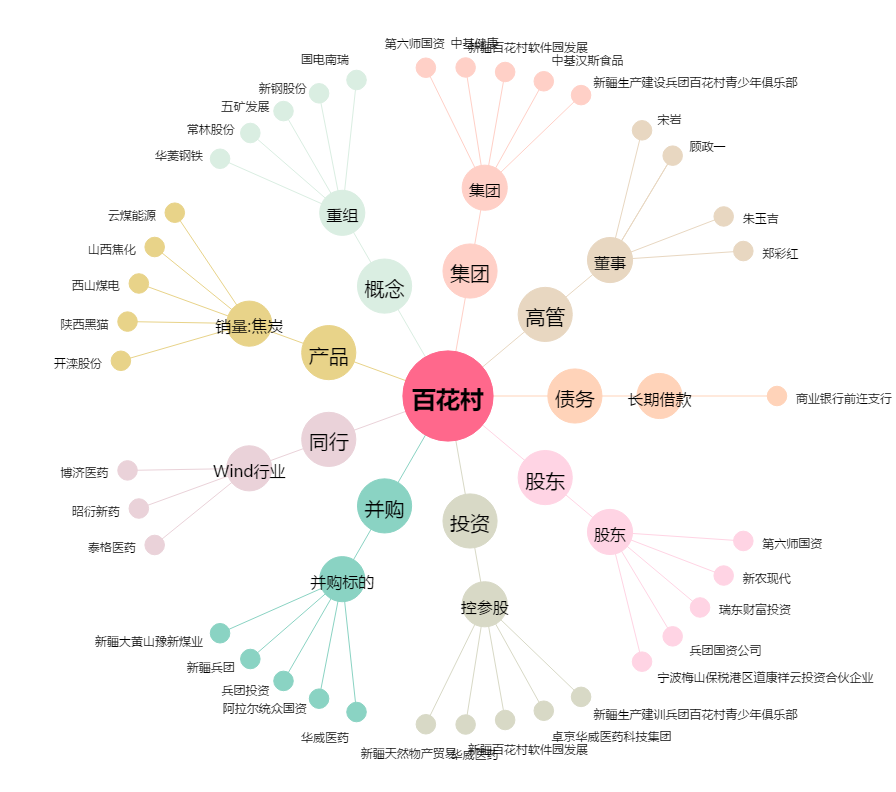 百花村
集团
集团
第六师国资
中基健康
新疆百花村软件园发展
中基汉斯食品
新疆生产建设兵团百花村青少年俱乐部
高管
董事
宋岩
顾政一
朱玉吉
郑彩红
债务
长期借款
商业银行前进支行
股东
股东
第六师国资
新农现代
瑞东财富投资
兵团国资公司
宁波梅山保税港区道康祥云投资合伙企业
投资
控参股
新疆生产建训兵团百花村青少年俱乐部
卓京华威医药科技集团
新疆百花村软件园发展
华威医药
新疆天然物产贸易
并购
并购标的
华威医药
阿拉尔统众国资
兵团投资
新疆兵团
新疆大黄山豫新煤业
同行
Wind行业
泰格医药
昭衍新药
博济医药
产品
销量:焦炭
开滦股份
陕西黑猫
西山煤电
山西焦化
云煤能源
概念
重组
华菱钢铁
常林股份
五矿发展
新钢股份
国电南瑞